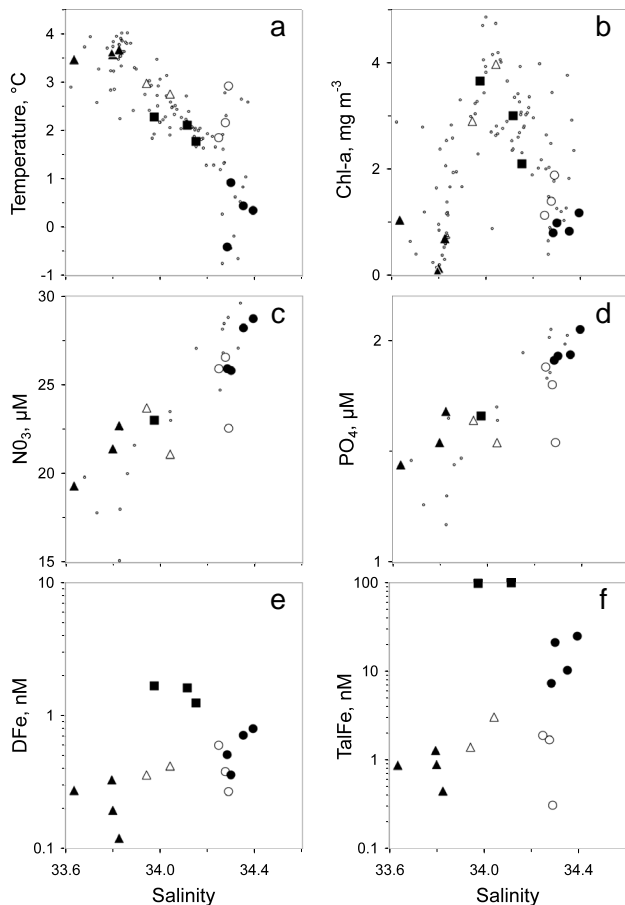 a
4
3
2
1
0
-1
Temperature, °C
b
4
2
0
Chl-a, mg m-3
c
30
25
20
15
N03, µM
d
2
1
PO4, µM
e
10
1
0.1
DFe, nM
33.6
34.0
34.4
Salinity
f
100
10
1
0.1
TalFe, nM
33.6
34.0
34.4
Salinity